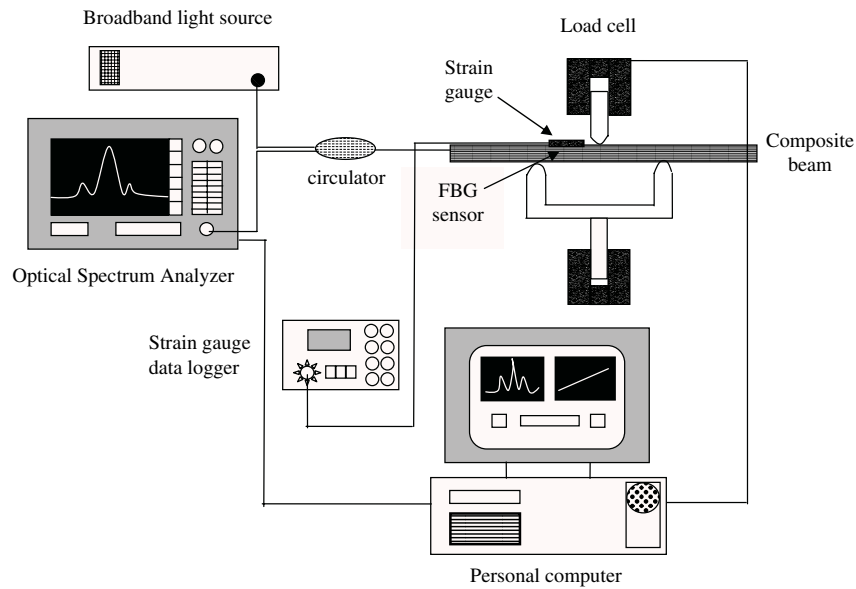 Broadband light source
Load cell
Strain
gauge
Composite
beam
circulator
FBG
sensor
Optical Spectrum Analyzer
Strain gauge
data logger
Personal computer